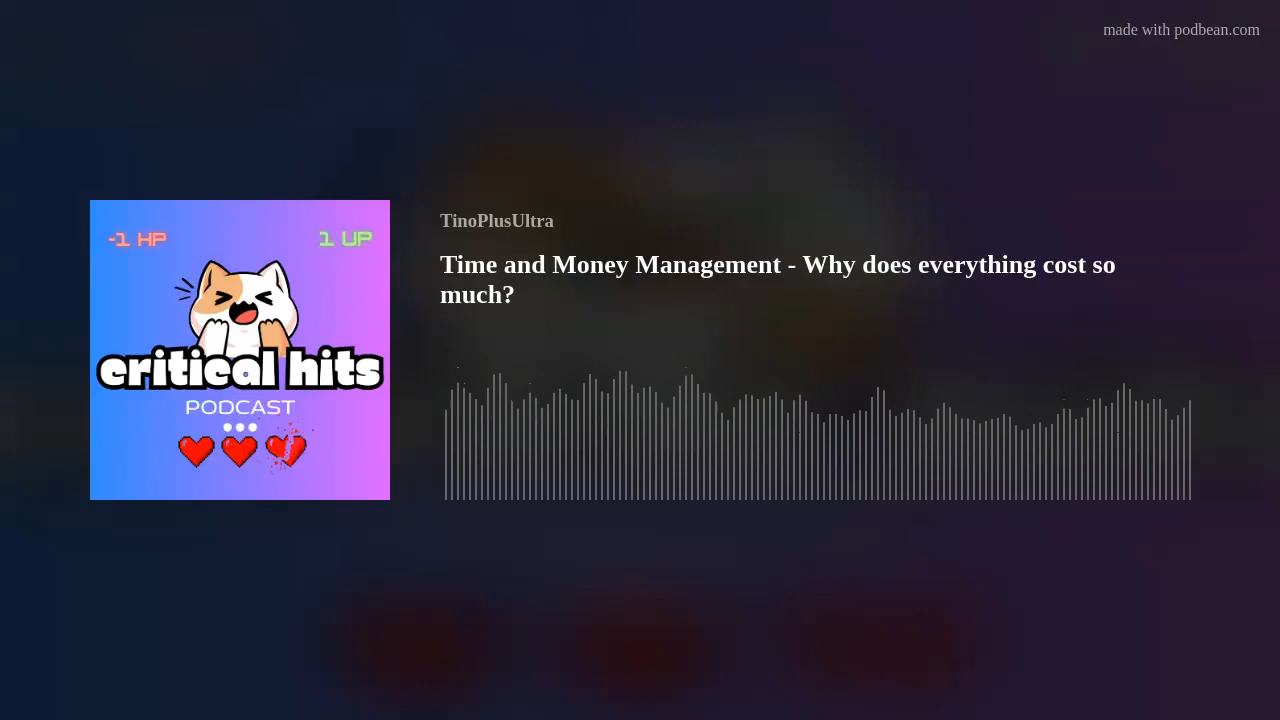 made with podbean.com
-1 HP
1 UP
critical hits
PODCAST
TinoPlusUltra
Time and Money Management - Why does everything cost so
much?